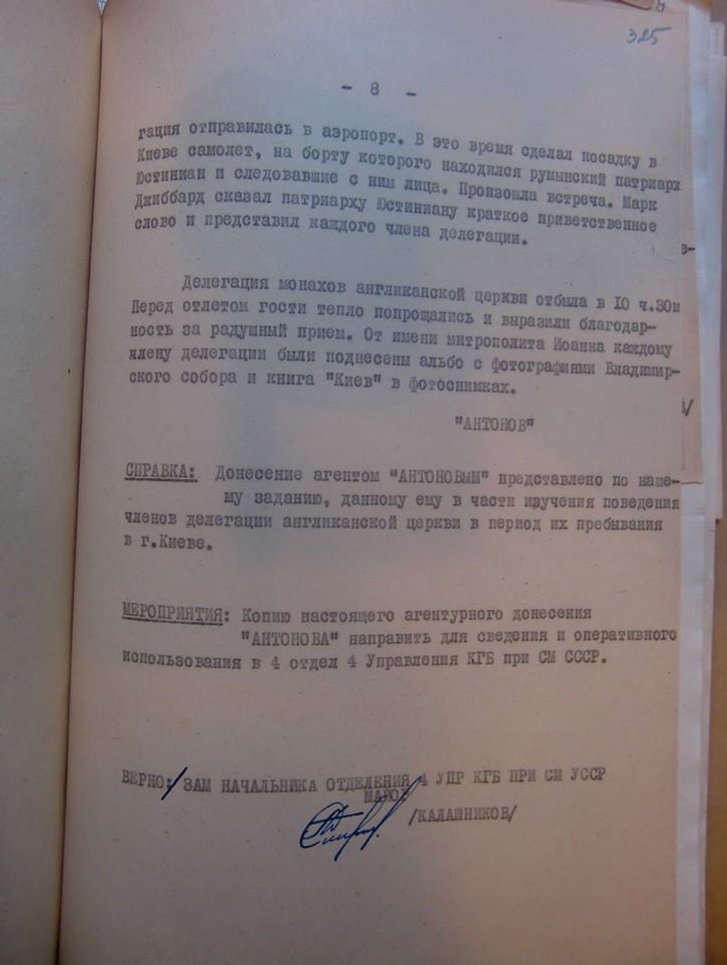 325
- 8 -
гация отправилась в аэропорт. В это время сделал посадку в
Киеве самолет, на борту которого находился румынский патриарх
Юстиниан и следовавшие с ним лица. Произошла встреча. Марк
Джиббард сказал патриарху Юстиниану краткое приветственное
слово и представил каждого члена делегации.
Делегация монахов англиканской церкви отбыла в 10 ч.30м
Перед отлетом гости тепло попрощались и выразили благодар-
ность за радушный прием. От имени митрополита Иоанна каждому
члену делегации были поднесены альбо с фотографиями Владимир-
ского собора и книга "Киев" в фотоснимках.
"АНТОНОВ"
СПРАВКА: Донесение агентом "АНТОНОВЫМ" представлено по наше-
му заданию, данному ему в части изучения поведения
членов делегации англиканской церкви в период их пребывания
в г.Киеве.
МЕРОПРИЯТИЯ: Копию настоящего агентурного донесения
"АНТОНОВА" направить для сведения и оперативного
использования в 4 отдел 4 Управления КГБ при СМ СССР.
ВЕРНО: ЗАМ НАЧАЛЬНИКА ОТДЕЛЕНИЯ 4 УПР КГБ ПРИ СМ УССР
МАЙОР
/КАЛАШНИКОВ/